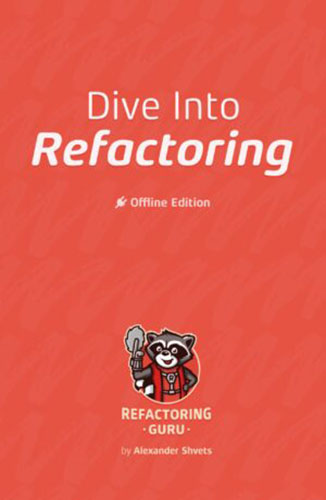 Dive Into
Refactoring
Offline Edition
REFACTORING
· GURU ·
by Alexander Shvets